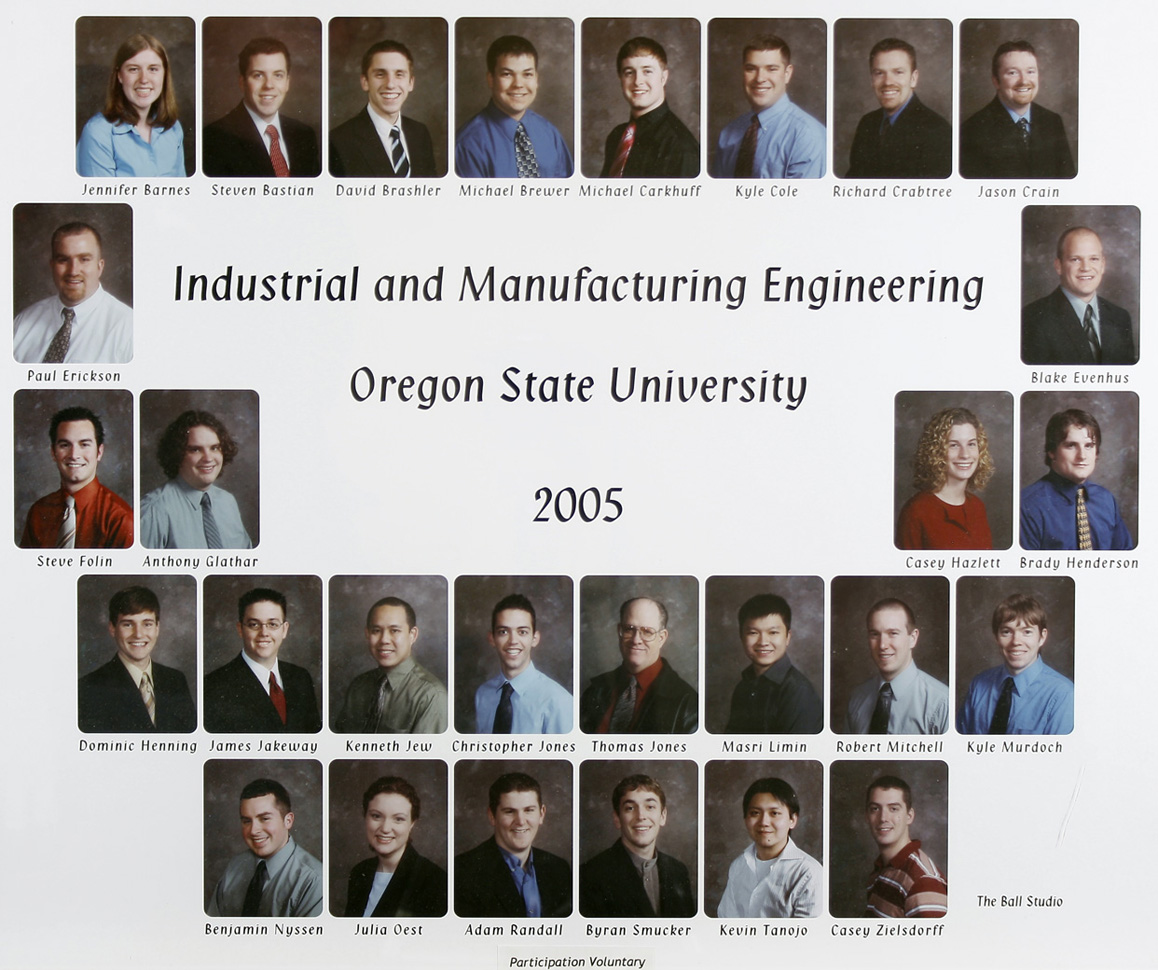 Jennifer Barnes Steven Bastian David Brashler Michael Brewer Michael Carkhuff Kyle Cole Richard Crabtree Jason Crain
Industrial and Manufacturing Engineering
Paul Erickson Blake Evenhus
Oregon State University
2005
Steve Folin Anthony Glathar Casey Hazlett Brady Henderson
Dominic Henning James Jakeway Kenneth Jew Christopher Jones Thomas Jones Masri Limin Robert Mitchell Kyle Murdoch
The Ball Studio
Benjamin Nyssen Julia Oest Adam Randall Byran Smucker Kevin Tanojo Casey Zielsdorff
Participation Voluntary